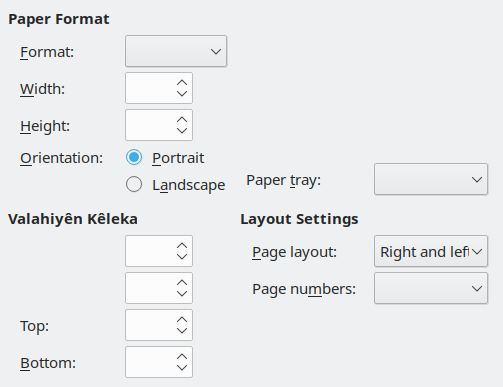 Paper Format
Format:
Width:
Height:
Orientation: Portrait
Landscape
Paper tray:
Valahiyên Kêleka
Layout Settings
Page layout: Right and left
Page numbers:
Top:
Bottom: